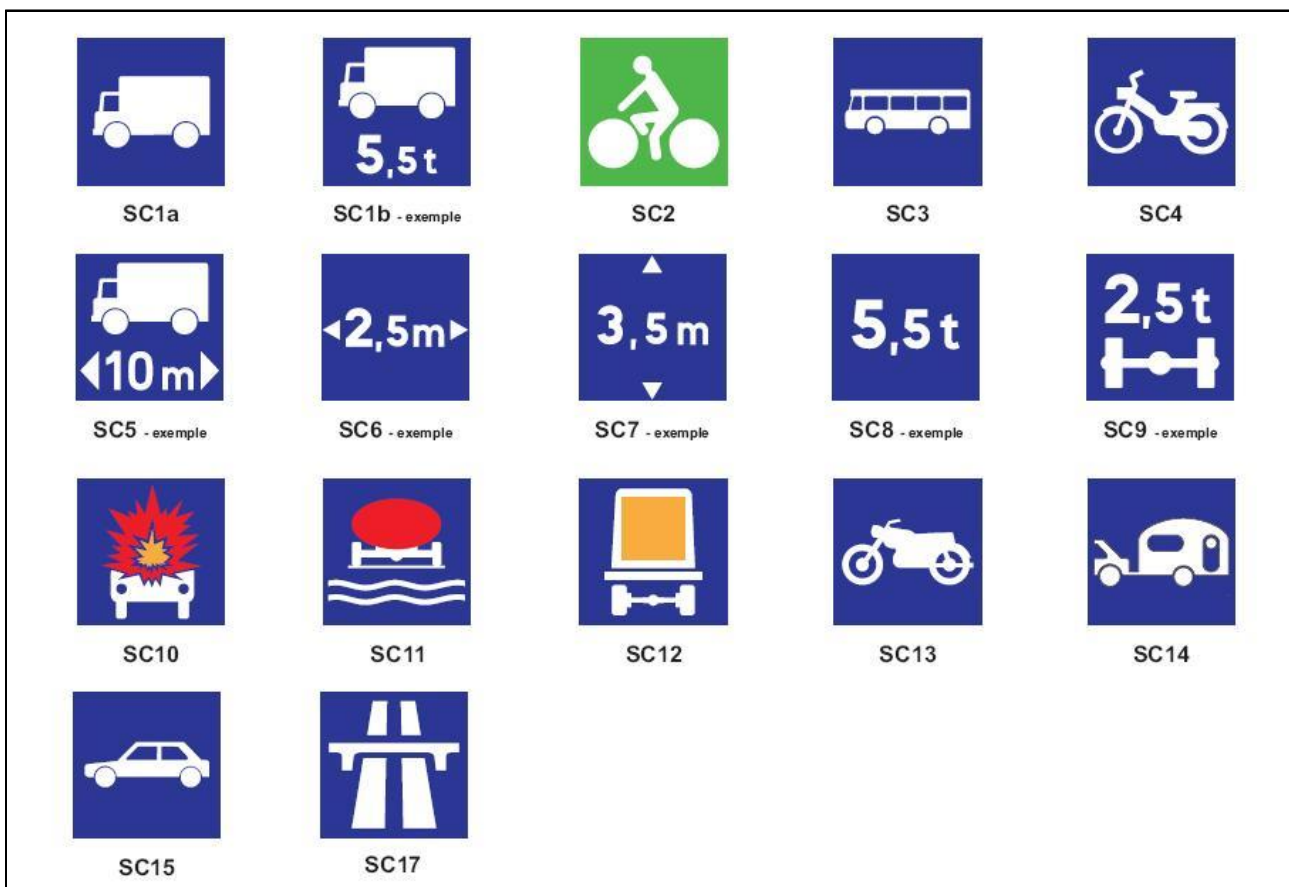 5,5 t
SC1a
SC1b - exemple
SC2
SC3
SC4
10 m
2,5 m
3,5 m
5,5 t
2,5 t
SC5 - exemple
SC6 - exemple
SC7 - exemple
SC8 - exemple
SC9 - exemple
SC10
SC11
SC12
SC13
SC14
SC15
SC17